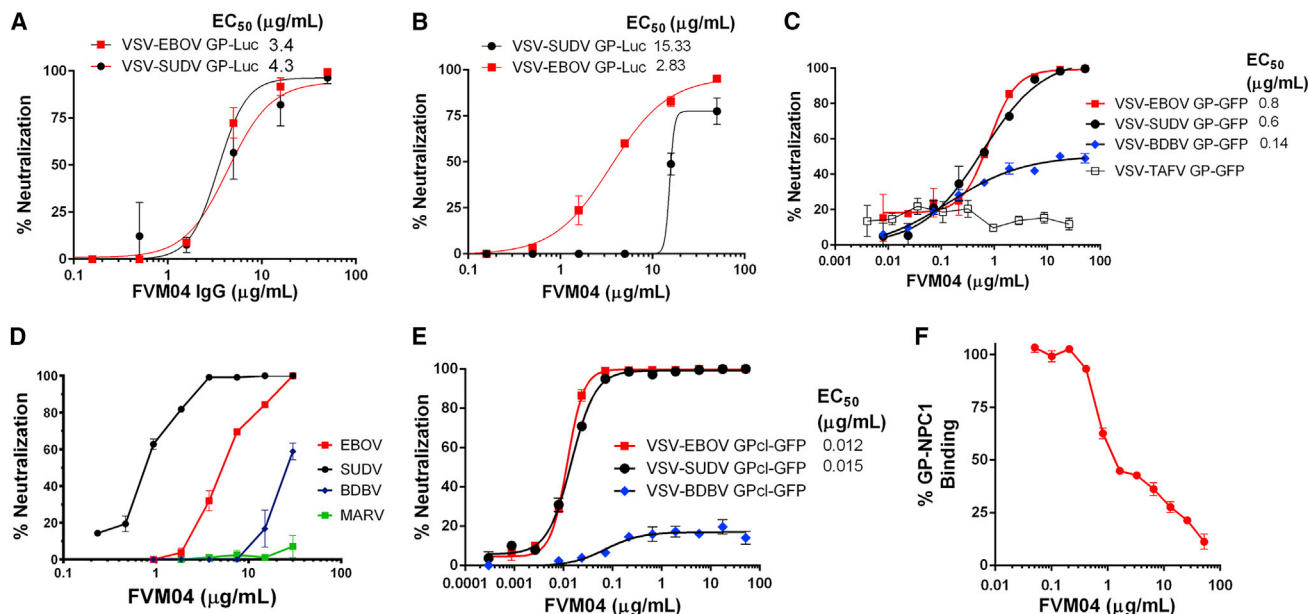 A
EC50 (µg/mL)
VSV-EBOV GP-Luc 3.4
VSV-SUDV GP-Luc 4.3
% Neutralization
100
75
50
25
0
0.1 1 10 100
FVM04 IgG (µg/mL)
B
EC50 (µg/mL)
VSV-SUDV GP-Luc 15.33
VSV-EBOV GP-Luc 2.83
% Neutralization
100
75
50
25
0
0.1 1 10 100
FVM04 (µg/mL)
C
EC50
(µg/mL)
VSV-EBOV GP-GFP 0.8
VSV-SUDV GP-GFP 0.6
VSV-BDBV GP-GFP 0.14
VSV-TAFV GP-GFP
% Neutralization
100
80
60
40
20
0
0.001 0.01 0.1 1 10 100
FVM04 (µg/mL)
D
% Neutralization
100
80
60
40
20
0
0.1 1 10 100
FVM04 (µg/mL)
EBOV
SUDV
BDBV
MARV
E
% Neutralization
100
80
60
40
20
0
0.0001 0.001 0.01 0.1 1 10 100
FVM04 (µg/mL)
EC50
(µg/mL)
VSV-EBOV GPcl-GFP 0.012
VSV-SUDV GPcl-GFP 0.015
VSV-BDBV GPcl-GFP
F
% GP-NPC1
Binding
100
75
50
25
0
0.01 0.1 1 10 100
FVM04 (µg/mL)